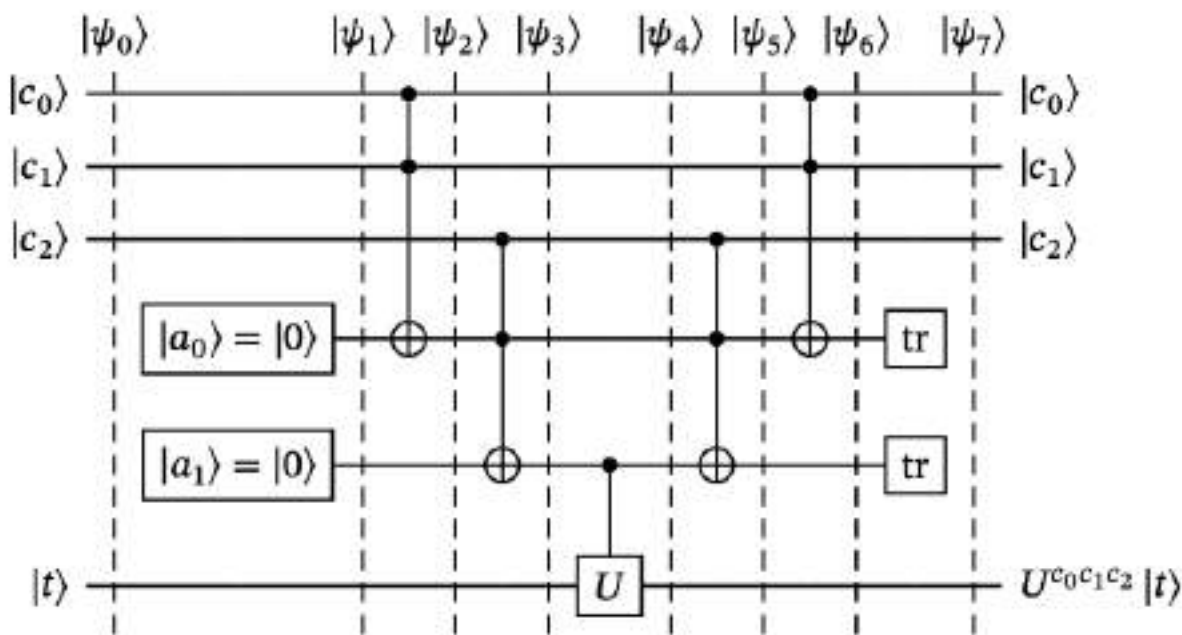 |ψ₀⟩ |ψ₁⟩ |ψ₂⟩ |ψ₃⟩ |ψ₄⟩ |ψ₅⟩ |ψ₆⟩ |ψ₇⟩
|c₀⟩ |c₀⟩
|c₁⟩ |c₁⟩
|c₂⟩ |c₂⟩
|a₀⟩ = |0⟩ tr
|a₁⟩ = |0⟩ tr
|t⟩ U U^{c₀c₁c₂} |t⟩